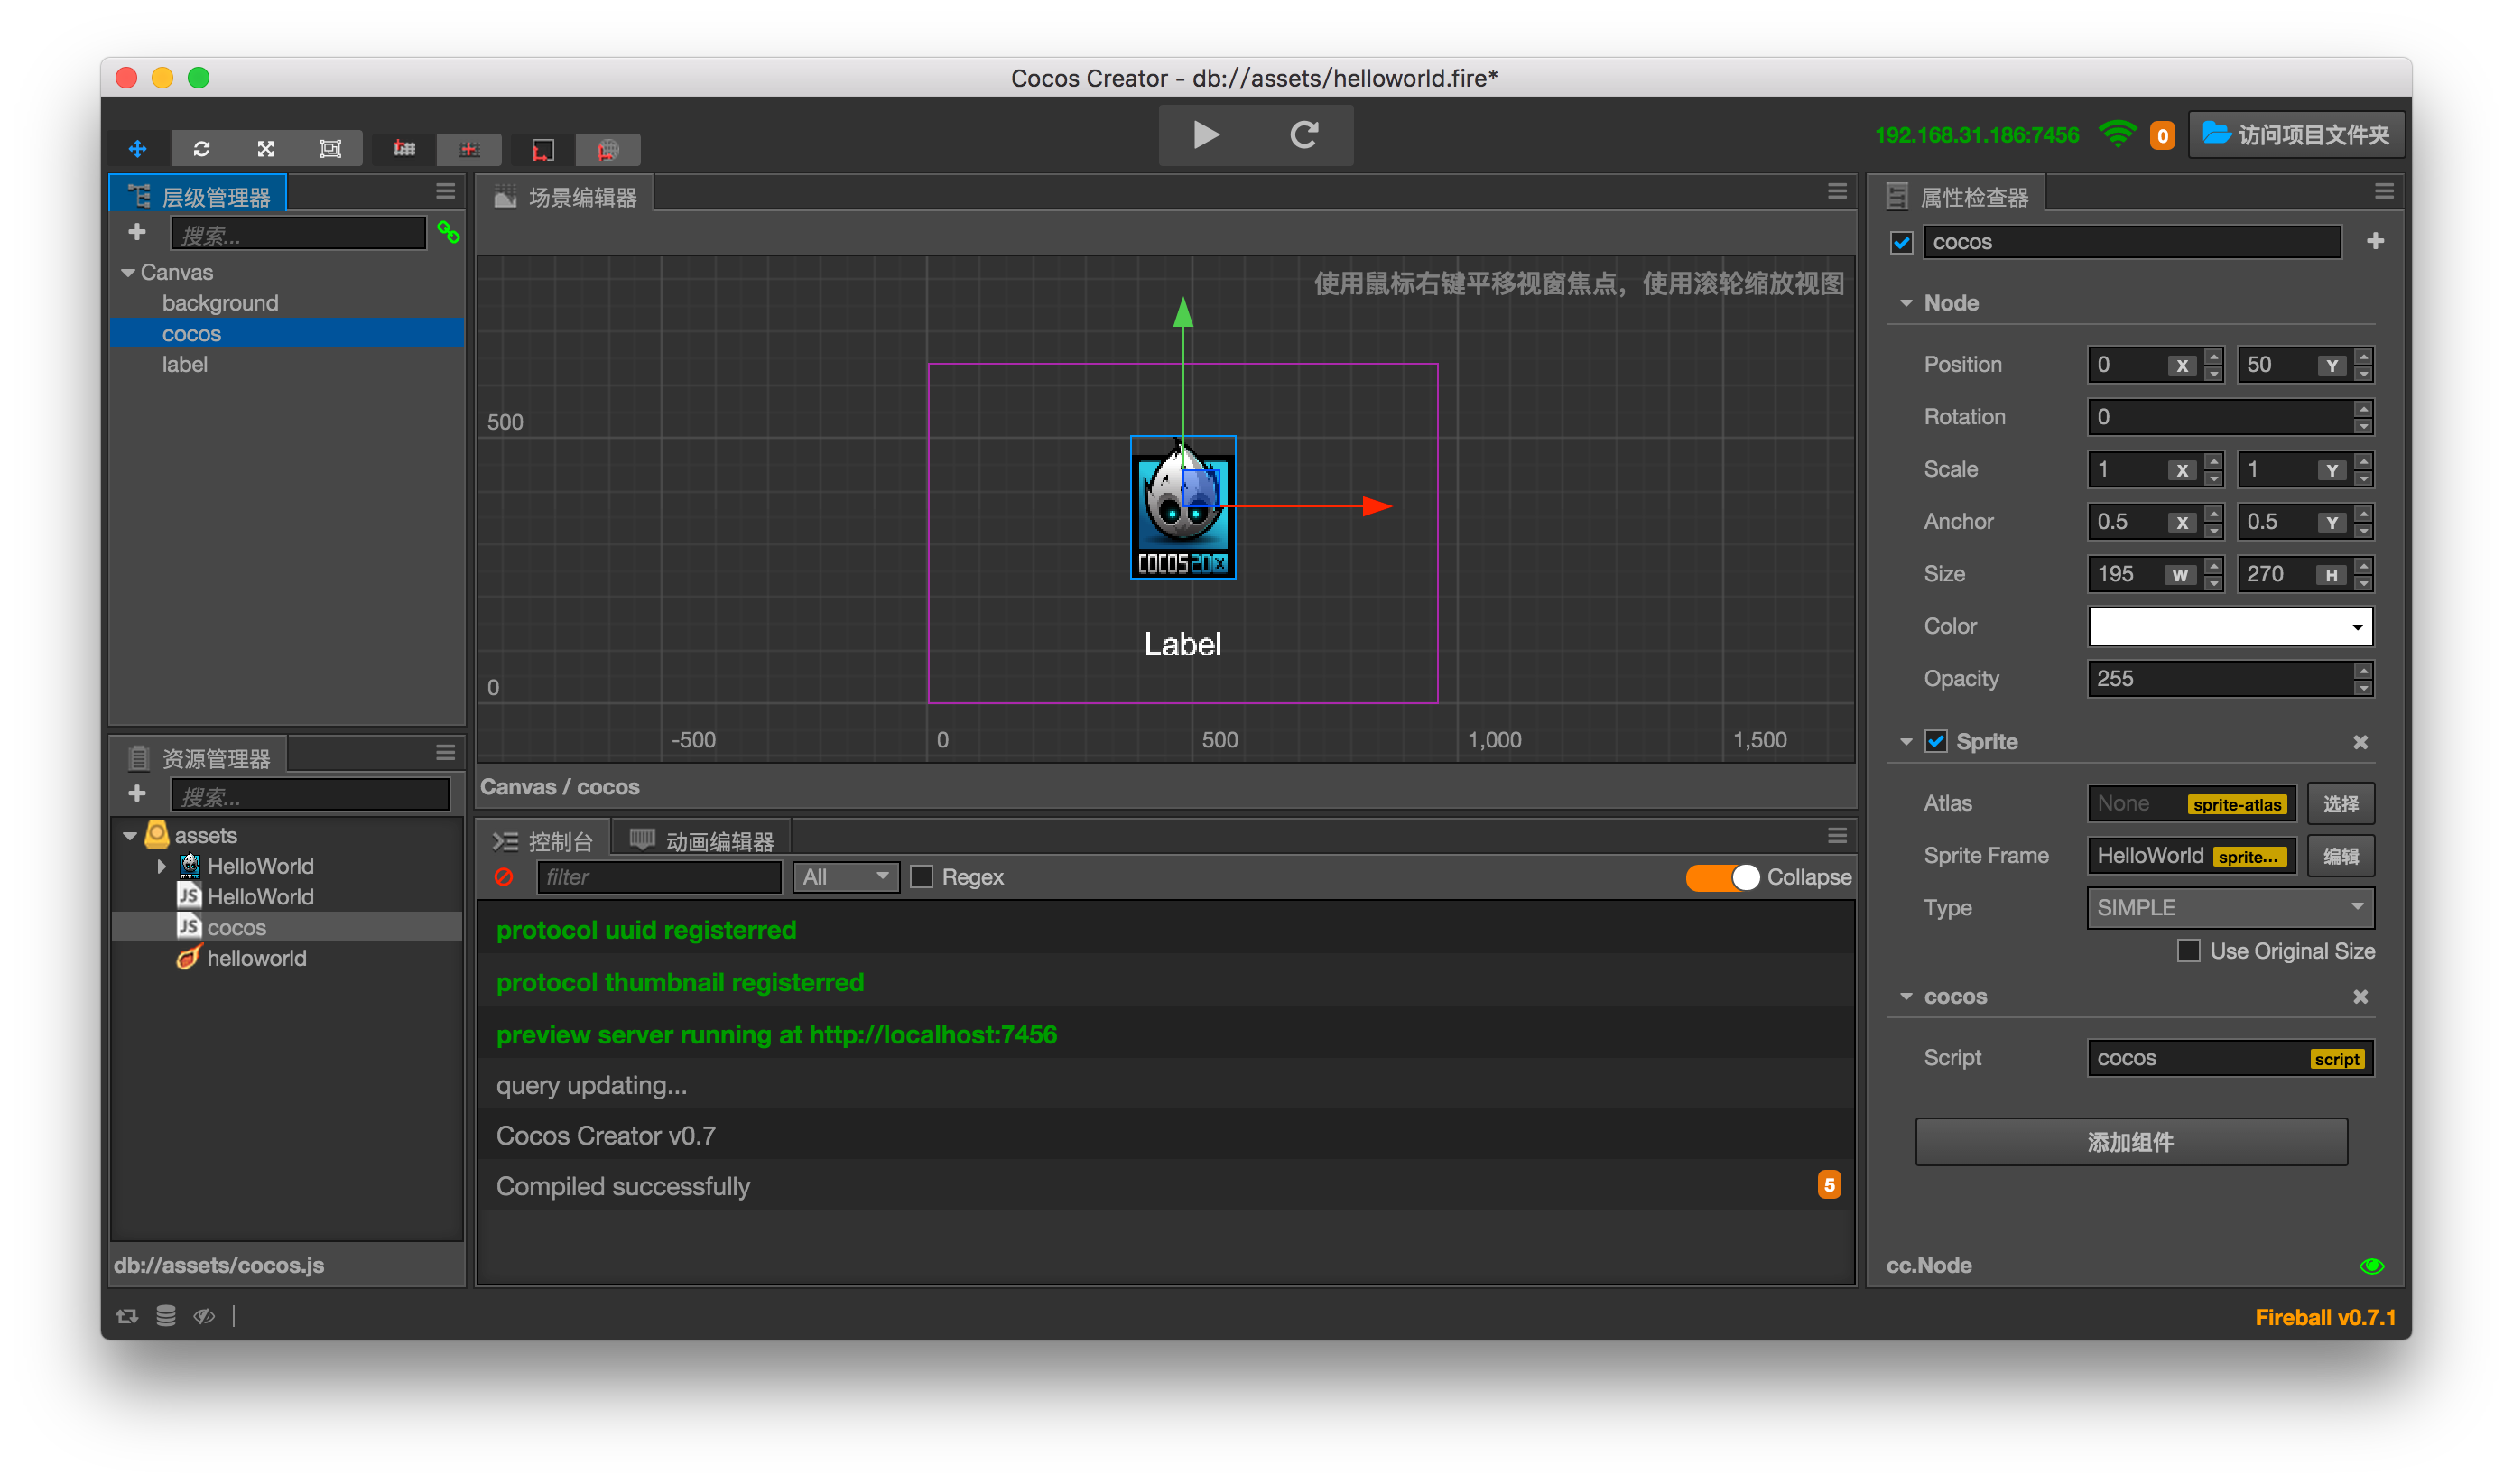 Cocos Creator - db://assets/helloworld.fire*
192.168.31.186:7456
0
访问项目文件夹
层级管理器
搜索...
Canvas
background
cocos
label
资源管理器
搜索...
assets
HelloWorld
JS HelloWorld
JS cocos
helloworld
db://assets/cocos.js
场景编辑器
使用鼠标右键平移视窗焦点，使用滚轮缩放视图
500
0
-500 0 500 1,000 1,500
COCOS2DX
Label
Canvas / cocos
控制台 动画编辑器
filter All Regex Collapse
protocol uuid registerred
protocol thumbnail registerred
preview server running at http://localhost:7456
query updating...
Cocos Creator v0.7
Compiled successfully 5
属性检查器
cocos
Node
Position 0 X 50 Y
Rotation 0
Scale 1 X 1 Y
Anchor 0.5 X 0.5 Y
Size 195 W 270 H
Color
Opacity 255
Sprite
Atlas None sprite-atlas 选择
Sprite Frame HelloWorld sprite... 编辑
Type SIMPLE
Use Original Size
cocos
Script cocos script
添加组件
cc.Node
Fireball v0.7.1